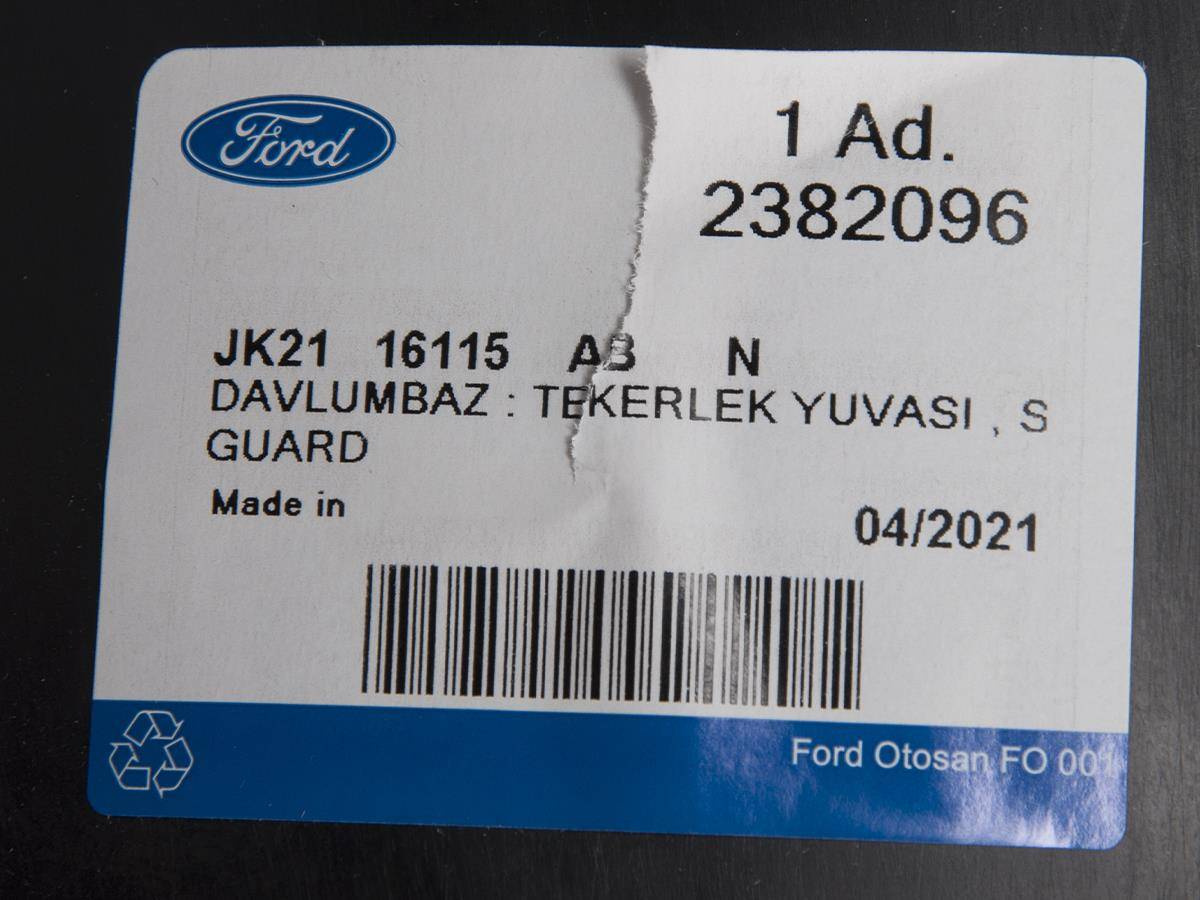 Ford
1 Ad.
2382096
JK21 16115 AB N
DAVLUMBAZ : TEKERLEK YUVASI , S
GUARD
Made in
04/2021
Ford Otosan FO 001